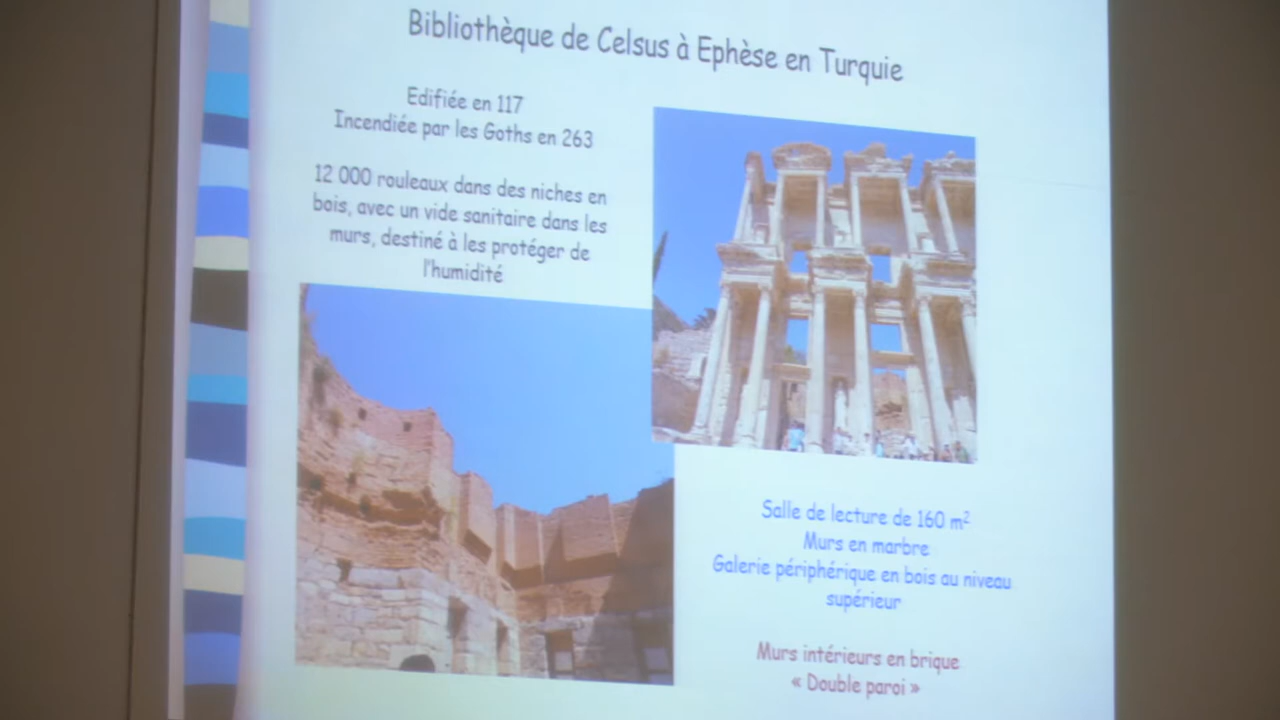 Bibliothèque de Celsus à Ephèse en Turquie
Edifiée en 117
Incendiée par les Goths en 263
12 000 rouleaux dans des niches en
bois, avec un vide sanitaire dans les
murs, destiné à les protéger de
l'humidité
Salle de lecture de 160 m²
Murs en marbre
Galerie périphérique en bois au niveau
supérieur
Murs intérieurs en brique
« Double paroi »